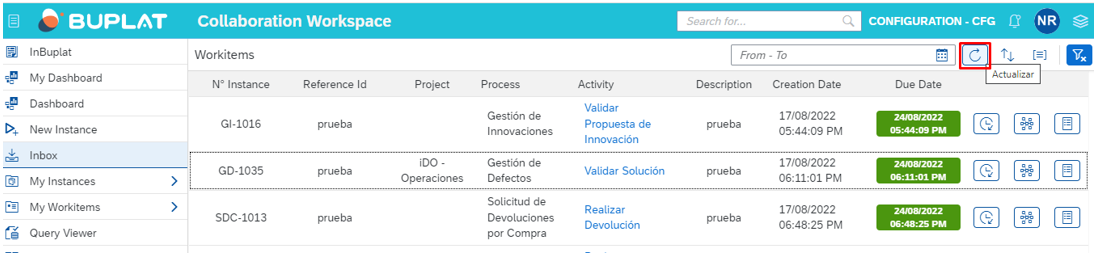 BUPLAT
Collaboration Workspace
Search for...
CONFIGURATION - CFG
NR
InBuplat
My Dashboard
Dashboard
New Instance
Inbox
My Instances
My Workitems
Query Viewer
Workitems
From - To
Actualizar
N° Instance Reference Id Project Process Activity Description Creation Date Due Date
GI-1016 prueba Gestión de Innovaciones Validar Propuesta de Innovación prueba 17/08/2022 05:44:09 PM 24/08/2022 05:44:09 PM
GD-1035 prueba iDO - Operaciones Gestión de Defectos Validar Solución prueba 17/08/2022 06:11:01 PM 24/08/2022 06:11:01 PM
SDC-1013 prueba Solicitud de Devoluciones por Compra Realizar Devolución prueba 17/08/2022 06:48:25 PM 24/08/2022 06:48:25 PM